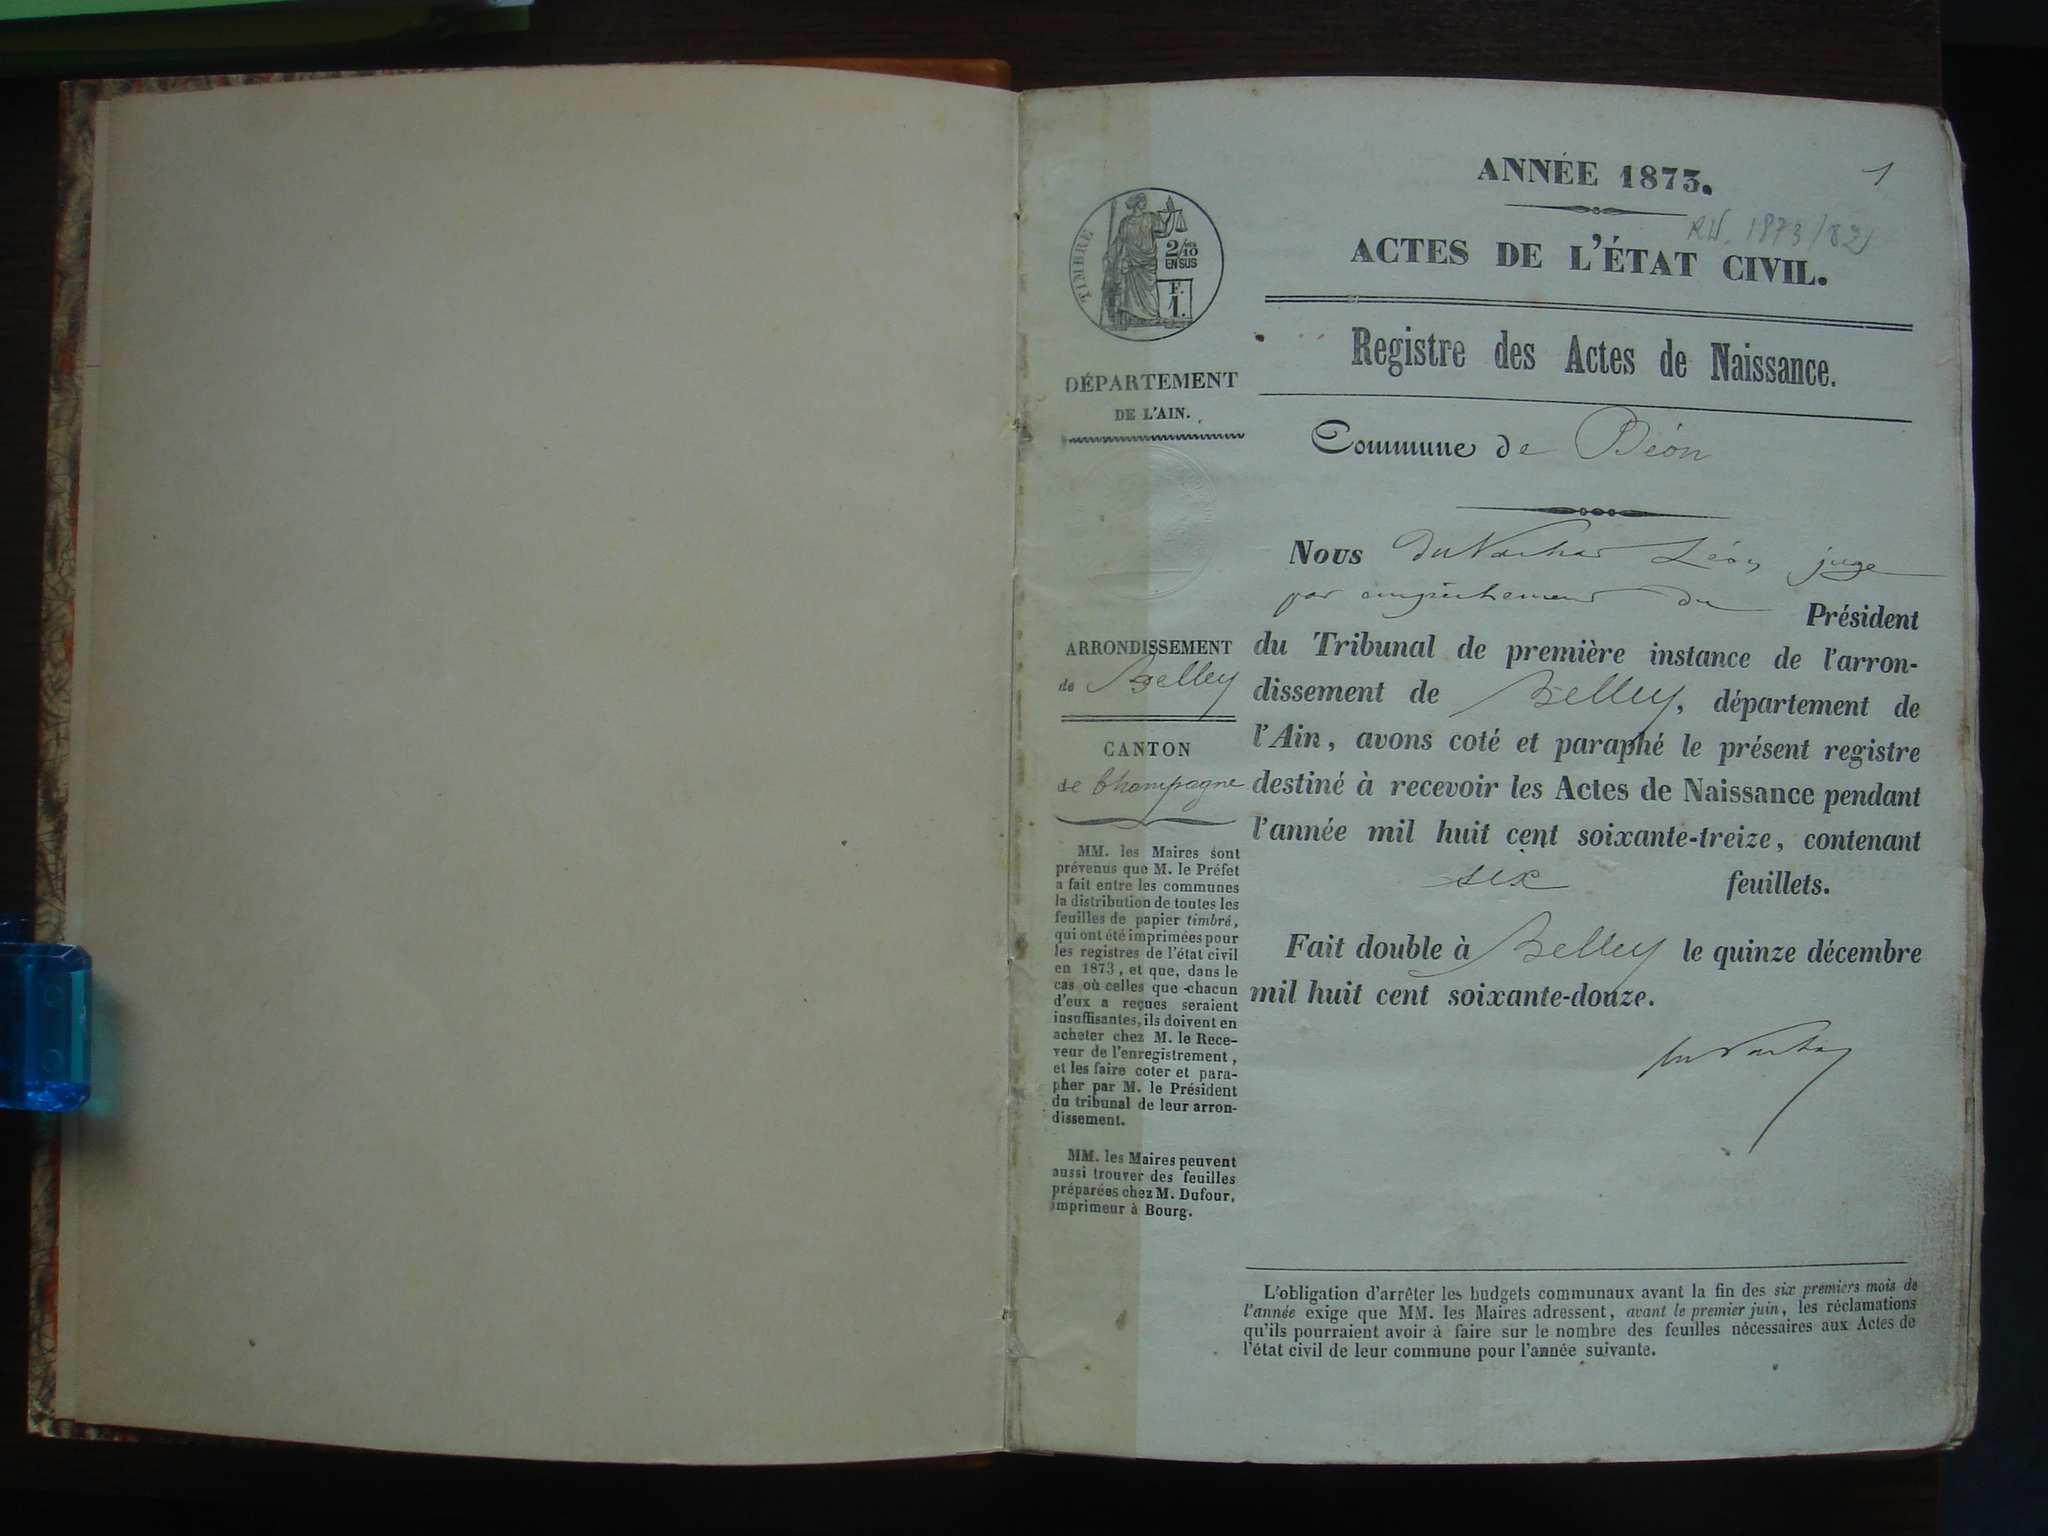 ANNÉE 1873.
1
1873/82
ACTES DE L'ÉTAT CIVIL.
Registre des Actes de Naissance.
Commune de Béon
TIMBRE
2/10
EN SUS
F.
1.
DÉPARTEMENT
DE L'AIN.
ARRONDISSEMENT
de Belley
CANTON
de Champagne
MM. les Maires sont
prévenus que M. le Préfet
a fait entre les communes
la distribution de toutes les
feuilles de papier timbré,
qui ont été imprimées pour
les registres de l'état civil
en 1873, et que, dans le
cas où celles que chacun
d'eux a reçues seraient
insuffisantes, ils doivent en
acheter chez M. le Rece-
veur de l'enregistrement,
et les faire coter et para-
pher par M. le Président
du tribunal de leur arron-
dissement.
MM. les Maires peuvent
aussi trouver des feuilles
préparées chez M. Dufour,
imprimeur à Bourg.
Nous Léon juge
par empêchement du Président
du Tribunal de première instance de l'arron-
dissement de Belley, département de
l'Ain, avons coté et paraphé le présent registre
destiné à recevoir les Actes de Naissance pendant
l'année mil huit cent soixante-treize, contenant
six feuillets.
Fait double à Belley le quinze décembre
mil huit cent soixante-douze.
L'obligation d'arrêter les budgets communaux avant la fin des six premiers mois de
l'année exige que MM. les Maires adressent, avant le premier juin, les réclamations
qu'ils pourraient avoir à faire sur le nombre des feuilles nécessaires aux Actes de
l'état civil de leur commune pour l'année suivante.